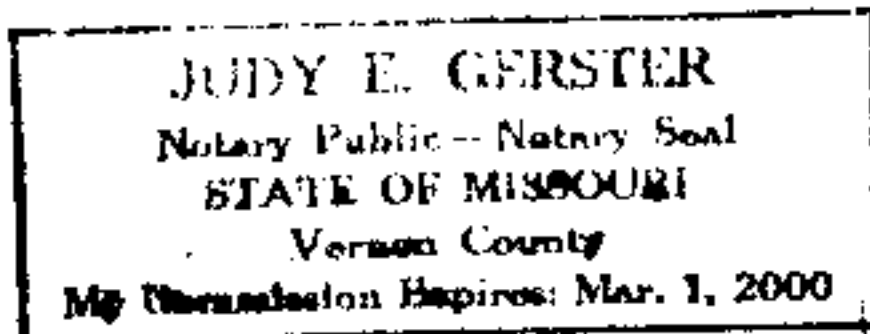 JUDY E. GERSTER
Notary Public – Notary Seal
STATE OF MISSOURI
Vernon County
My Commission Expires: Mar. 1, 2000